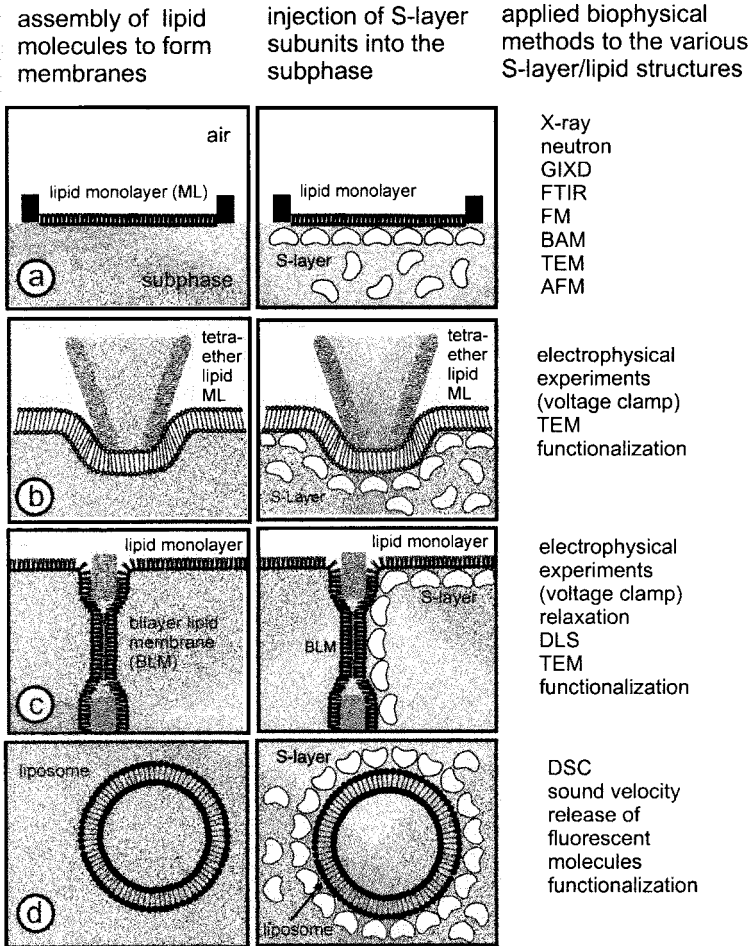 assembly of lipid
molecules to form
membranes
injection of S-layer
subunits into the
subphase
applied biophysical
methods to the various
S-layer/lipid structures
air
lipid monolayer (ML)
subphase
a
lipid monolayer
S-layer
X-ray
neutron
GIXD
FTIR
FM
BAM
TEM
AFM
tetra-
ether
lipid
ML
b
tetra-
ether
lipid
ML
S-Layer
electrophysical
experiments
(voltage clamp)
TEM
functionalization
lipid monolayer
bilayer lipid
membrane
(BLM)
c
lipid monolayer
S-layer
BLM
electrophysical
experiments
(voltage clamp)
relaxation
DLS
TEM
functionalization
liposome
d
S-layer
liposome
DSC
sound velocity
release of
fluorescent
molecules
functionalization